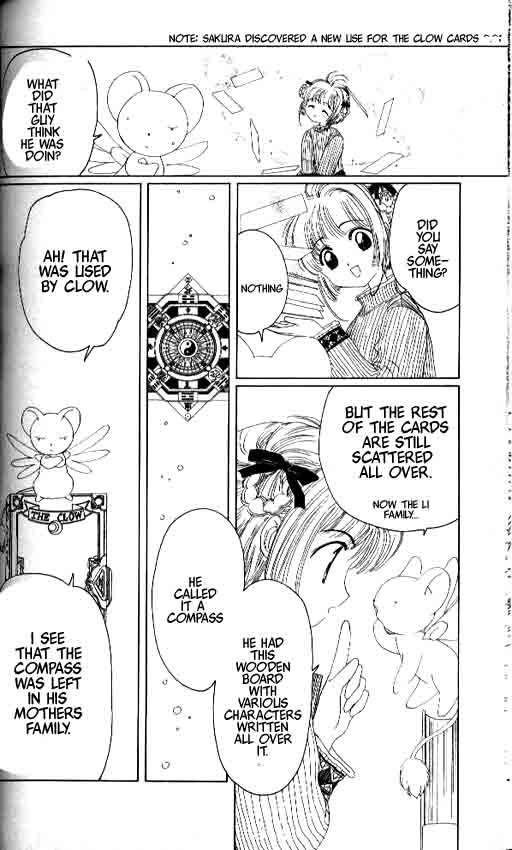 NOTE: SAKURA DISCOVERED A NEW USE FOR THE CLOW CARDS ^^;
WHAT
DID
THAT
GUY
THINK
HE WAS
DOIN?
DID
YOU
SAY
SOME-
THING?
NOTHING
BUT THE REST
OF THE CARDS
ARE STILL
SCATTERED
ALL OVER.
NOW THE LI
FAMILY...
HE
CALLED
IT A
COMPASS
HE HAD
THIS
WOODEN
BOARD
WITH
VARIOUS
CHARACTERS
WRITTEN
ALL OVER
IT.
AH! THAT
WAS USED
BY CLOW.
THE CLOW
I SEE
THAT THE
COMPASS
WAS LEFT
IN HIS
MOTHERS
FAMILY.